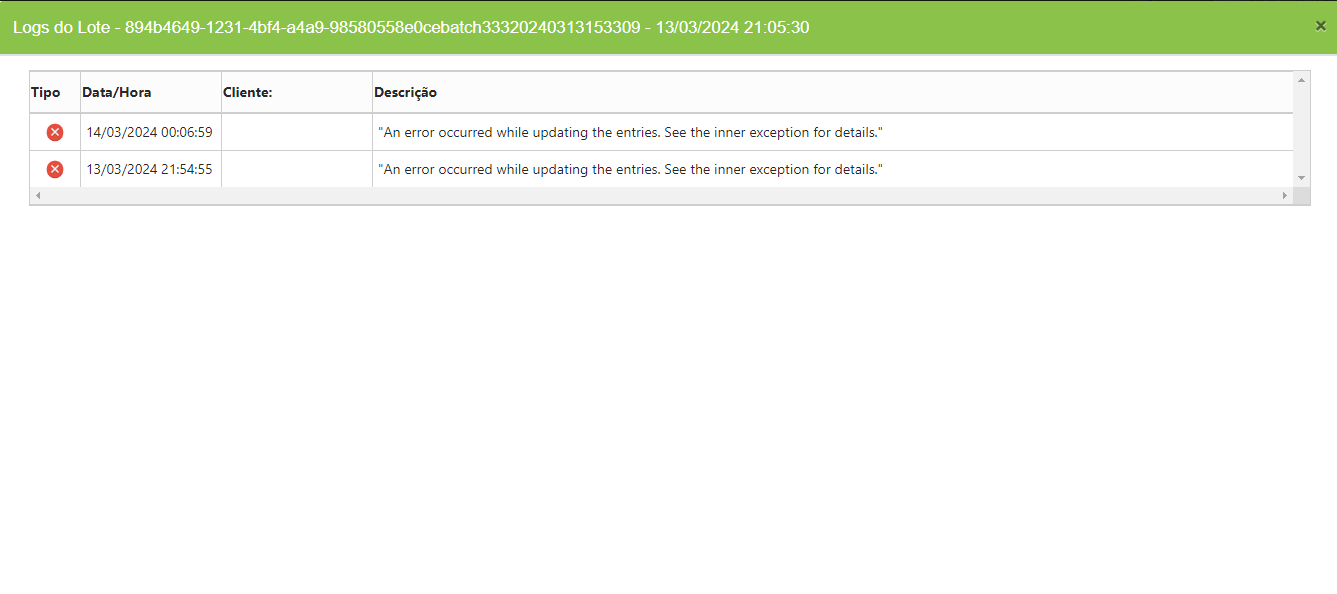 Logs do Lote - 894b4649-1231-4bf4-a4a9-98580558e0cebatch33320240313153309 - 13/03/2024 21:05:30
Tipo Data/Hora Cliente: Descrição
14/03/2024 00:06:59 "An error occurred while updating the entries. See the inner exception for details."
13/03/2024 21:54:55 "An error occurred while updating the entries. See the inner exception for details."